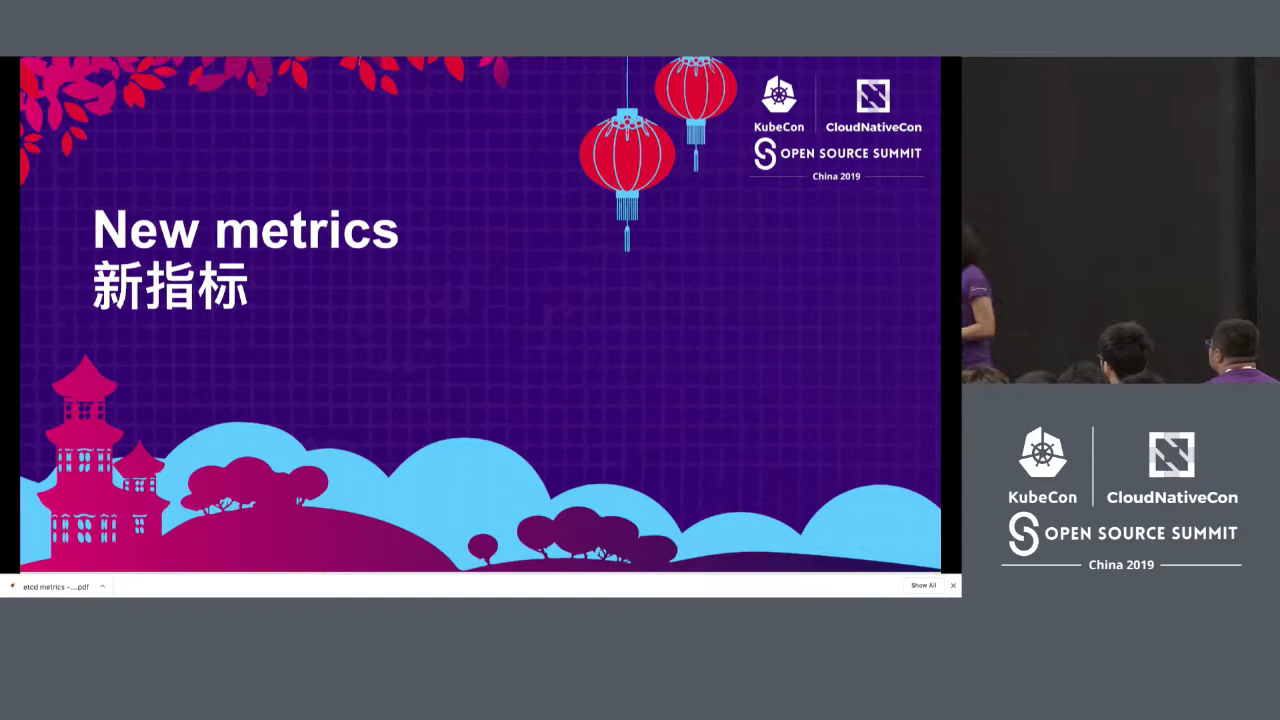 New metrics
新指标
KubeCon
CloudNativeCon
OPEN SOURCE SUMMIT
China 2019
etcd metrics -....pdf
Show All
KubeCon
CloudNativeCon
OPEN SOURCE SUMMIT
China 2019